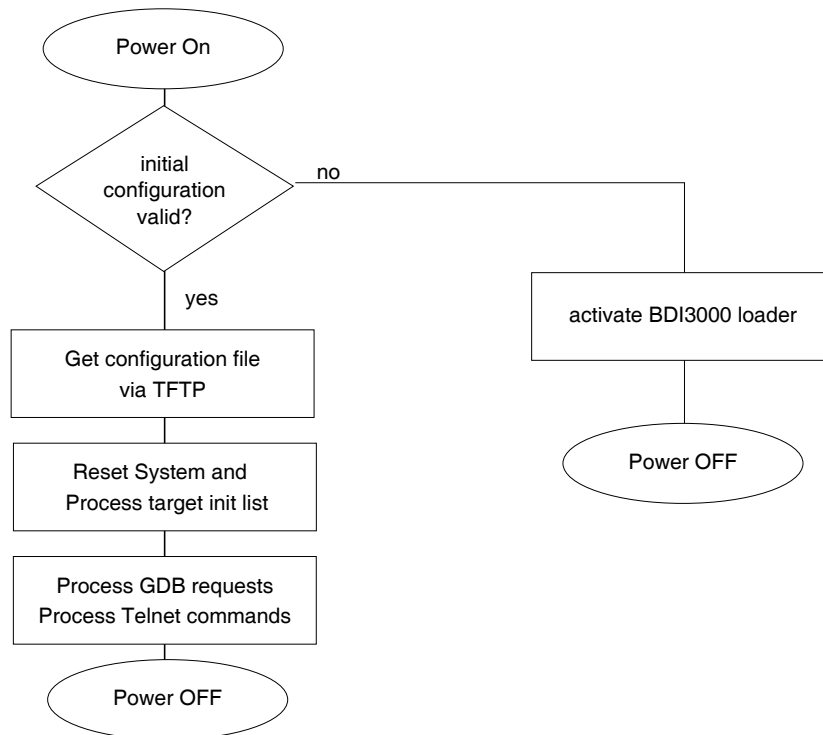 Power On
initial
configuration
valid?
no
yes
activate BDI3000 loader
Get configuration file
via TFTP
Power OFF
Reset System and
Process target init list
Process GDB requests
Process Telnet commands
Power OFF